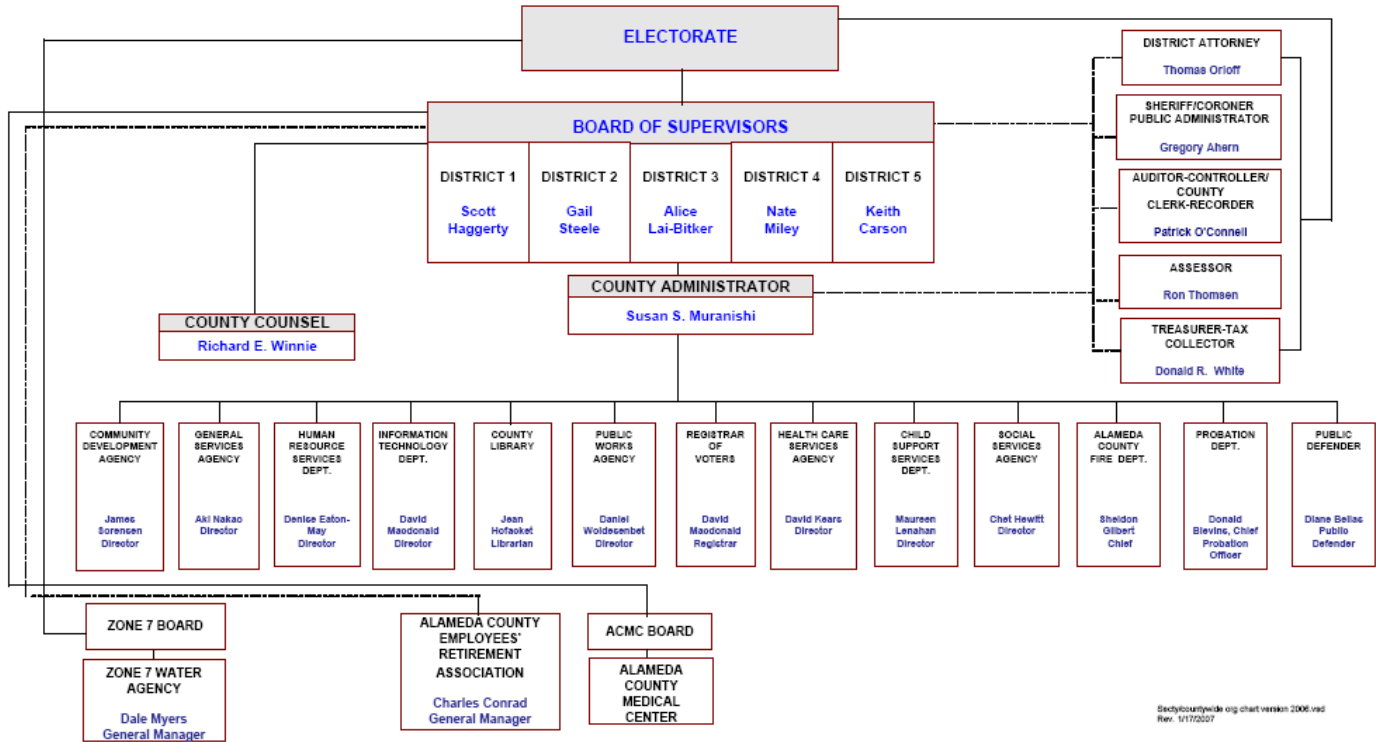 ELECTORATE
DISTRICT ATTORNEY
Thomas Orloff
SHERIFF/CORONER
PUBLIC ADMINISTRATOR
Gregory Ahern
AUDITOR-CONTROLLER/
COUNTY
CLERK-RECORDER
Patrick O'Connell
ASSESSOR
Ron Thomsen
TREASURER-TAX
COLLECTOR
Donald R. White
BOARD OF SUPERVISORS
DISTRICT 1
Scott
Haggerty
DISTRICT 2
Gail
Steele
DISTRICT 3
Alice
Lai-Bitker
DISTRICT 4
Nate
Miley
DISTRICT 5
Keith
Carson
COUNTY ADMINISTRATOR
Susan S. Muranishi
COUNTY COUNSEL
Richard E. Winnie
COMMUNITY
DEVELOPMENT
AGENCY
James
Sorensen
Director
GENERAL
SERVICES
AGENCY
Aki Nakao
Director
HUMAN
RESOURCE
SERVICES
DEPT.
Denise Eaton-
May
Director
INFORMATION
TECHNOLOGY
DEPT.
David
Macdonald
Director
COUNTY
LIBRARY
Jean
Hofacket
Librarian
PUBLIC
WORKS
AGENCY
Daniel
Woldesenbet
Director
REGISTRAR
OF
VOTERS
David
Macdonald
Registrar
HEALTH CARE
SERVICES
AGENCY
David Kears
Director
CHILD
SUPPORT
SERVICES
DEPT.
Maureen
Lenahan
Director
SOCIAL
SERVICES
AGENCY
Chet Hewitt
Director
ALAMEDA
COUNTY
FIRE DEPT.
Sheldon
Gilbert
Chief
PROBATION
DEPT.
Donald
Blevins, Chief
Probation
Officer
PUBLIC
DEFENDER
Diane Bellas
Public
Defender
ZONE 7 BOARD
ZONE 7 WATER
AGENCY
Dale Myers
General Manager
ALAMEDA COUNTY
EMPLOYEES'
RETIREMENT
ASSOCIATION
Charles Conrad
General Manager
ACMC BOARD
ALAMEDA
COUNTY
MEDICAL
CENTER
Secty/countywide org chart version 2006.vsd
Rev. 1/17/2007